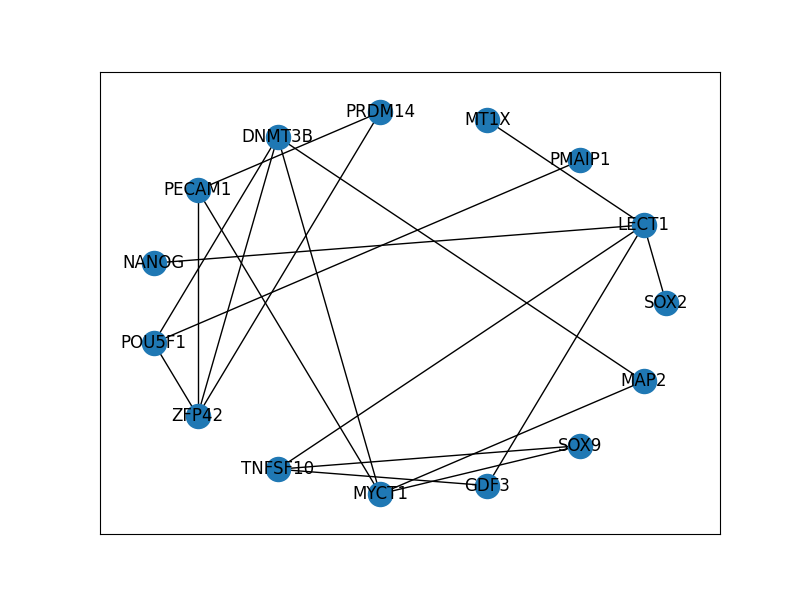 PRDM14
MT1X
DNMT3B
PMAIP1
PECAM1
LECT1
NANOG
SOX2
POU5F1
MAP2
ZFP42
SOX9
TNFSF10
GDF3
MYCT1